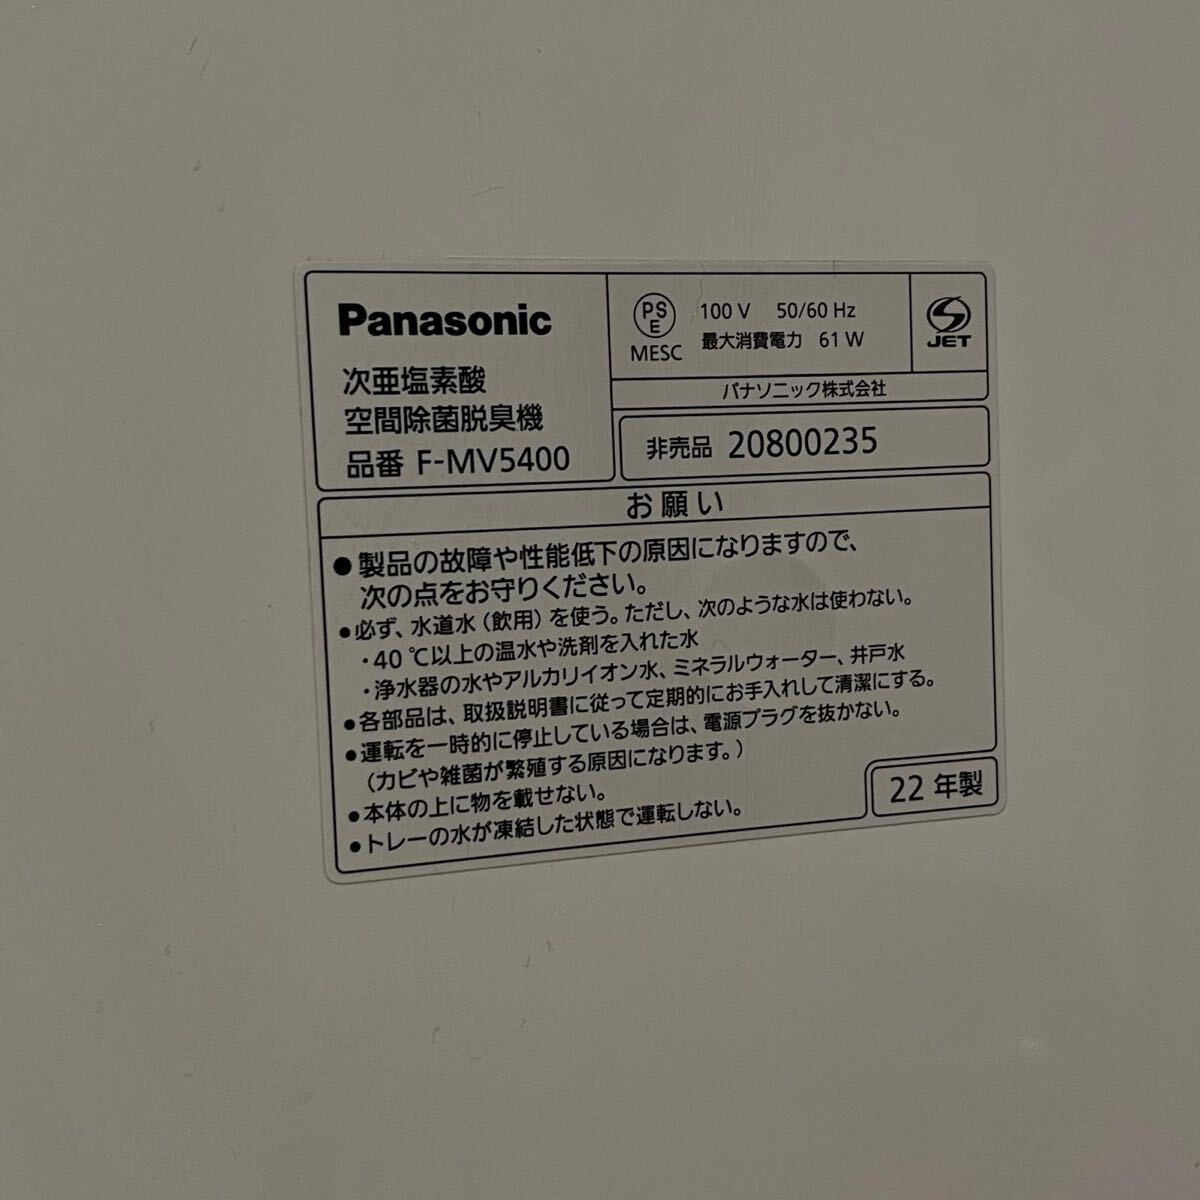 Panasonic
次亜塩素酸
空間除菌脱臭機
品番 F-MV5400
PS
E
MESC
100 V 50/60 Hz
最大消費電力 61 W
JET
パナソニック株式会社
非売品 20800235
お願い
●製品の故障や性能低下の原因になりますので、
次の点をお守りください。
●必ず、水道水(飲用)を使う。ただし、次のような水は使わない。
・40 ℃以上の温水や洗剤を入れた水
・浄水器の水やアルカリイオン水、ミネラルウォーター、井戸水
●各部品は、取扱説明書に従って定期的にお手入れして清潔にする。
●運転を一時的に停止している場合は、電源プラグを抜かない。
(カビや雑菌が繁殖する原因になります。)
●本体の上に物を載せない。
●トレーの水が凍結した状態で運転しない。
22 年製